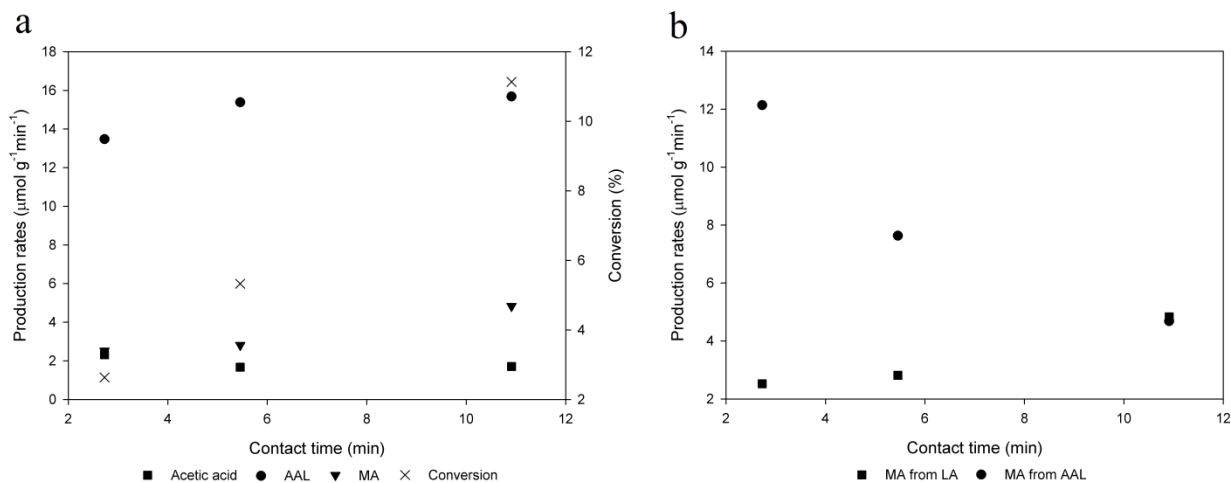 a
18
16
14
12
10
8
6
4
2
0
Production rates (μmol g⁻¹min⁻¹)
12
10
8
6
4
2
Conversion (%)
2 4 6 8 10 12
Contact time (min)
Acetic acid AAL MA Conversion
b
14
12
10
8
6
4
2
Production rates (μmol g⁻¹min⁻¹)
2 4 6 8 10 12
Contact time (min)
MA from LA MA from AAL